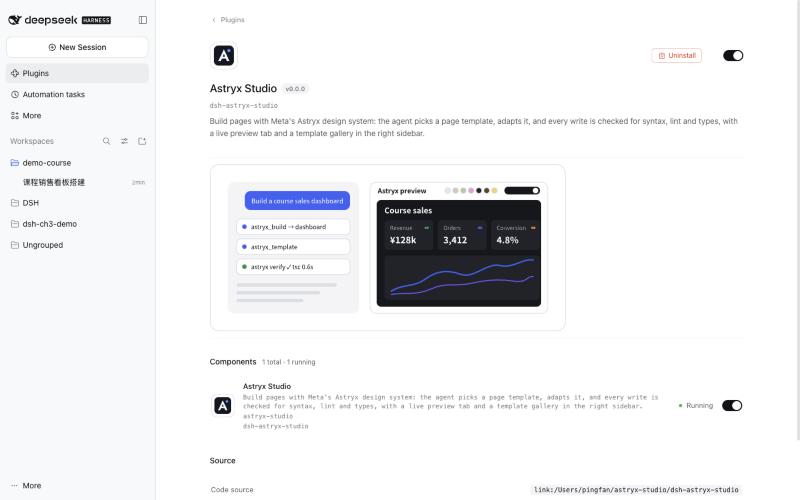 deepseek HARNESS
New Session
Plugins
Automation tasks
More
Workspaces
demo-course
课程销售看板搭建 2min
DSH
dsh-ch3-demo
Ungrouped
More
Plugins
Uninstall
Astryx Studio v0.0.0
dsh-astryx-studio
Build pages with Meta's Astryx design system: the agent picks a page template, adapts it, and every write is checked for syntax, lint and types, with
a live preview tab and a template gallery in the right sidebar.
Build a course sales dashboard
astryx_build → dashboard
astryx_template
astryx verify ✓ tsc 0.6s
Astryx preview
Course sales
Revenue
Orders
Conversion
¥128k
3,412
4.8%
Components 1 total · 1 running
Astryx Studio
Build pages with Meta's Astryx design system: the agent picks a page template, adapts it, and every write is
checked for syntax, lint and types, with a live preview tab and a template gallery in the right sidebar.
astryx-studio
dsh-astryx-studio
Running
Source
Code source link:/Users/pingfan/astryx-studio/dsh-astryx-studio